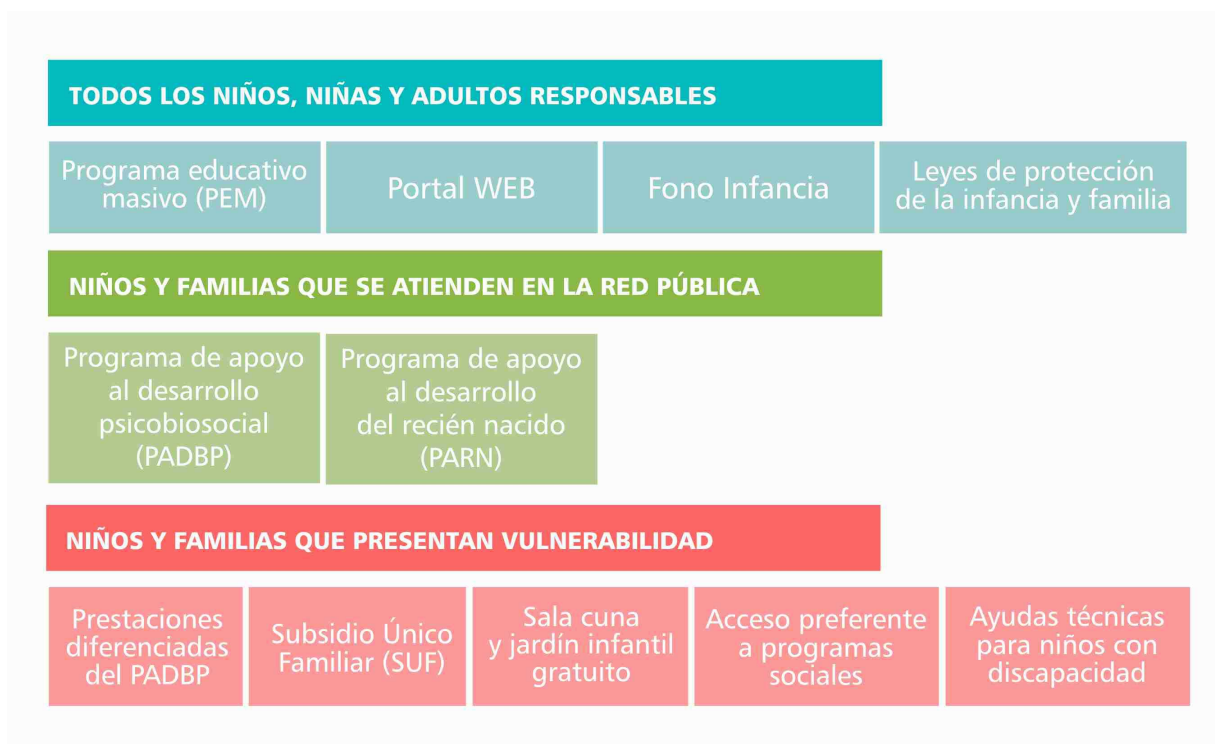 TODOS LOS NIÑOS, NIÑAS Y ADULTOS RESPONSABLES
Programa educativo
masivo (PEM)
Portal WEB
Fono Infancia
Leyes de protección
de la infancia y familia
NIÑOS Y FAMILIAS QUE SE ATIENDEN EN LA RED PÚBLICA
Programa de apoyo
al desarrollo
psicobiosocial
(PADBP)
Programa de apoyo
al desarrollo
del recién nacido
(PARN)
NIÑOS Y FAMILIAS QUE PRESENTAN VULNERABILIDAD
Prestaciones
diferenciadas
del PADBP
Subsidio Único
Familiar (SUF)
Sala cuna
y jardín infantil
gratuito
Acceso preferente
a programas
sociales
Ayudas técnicas
para niños con
discapacidad